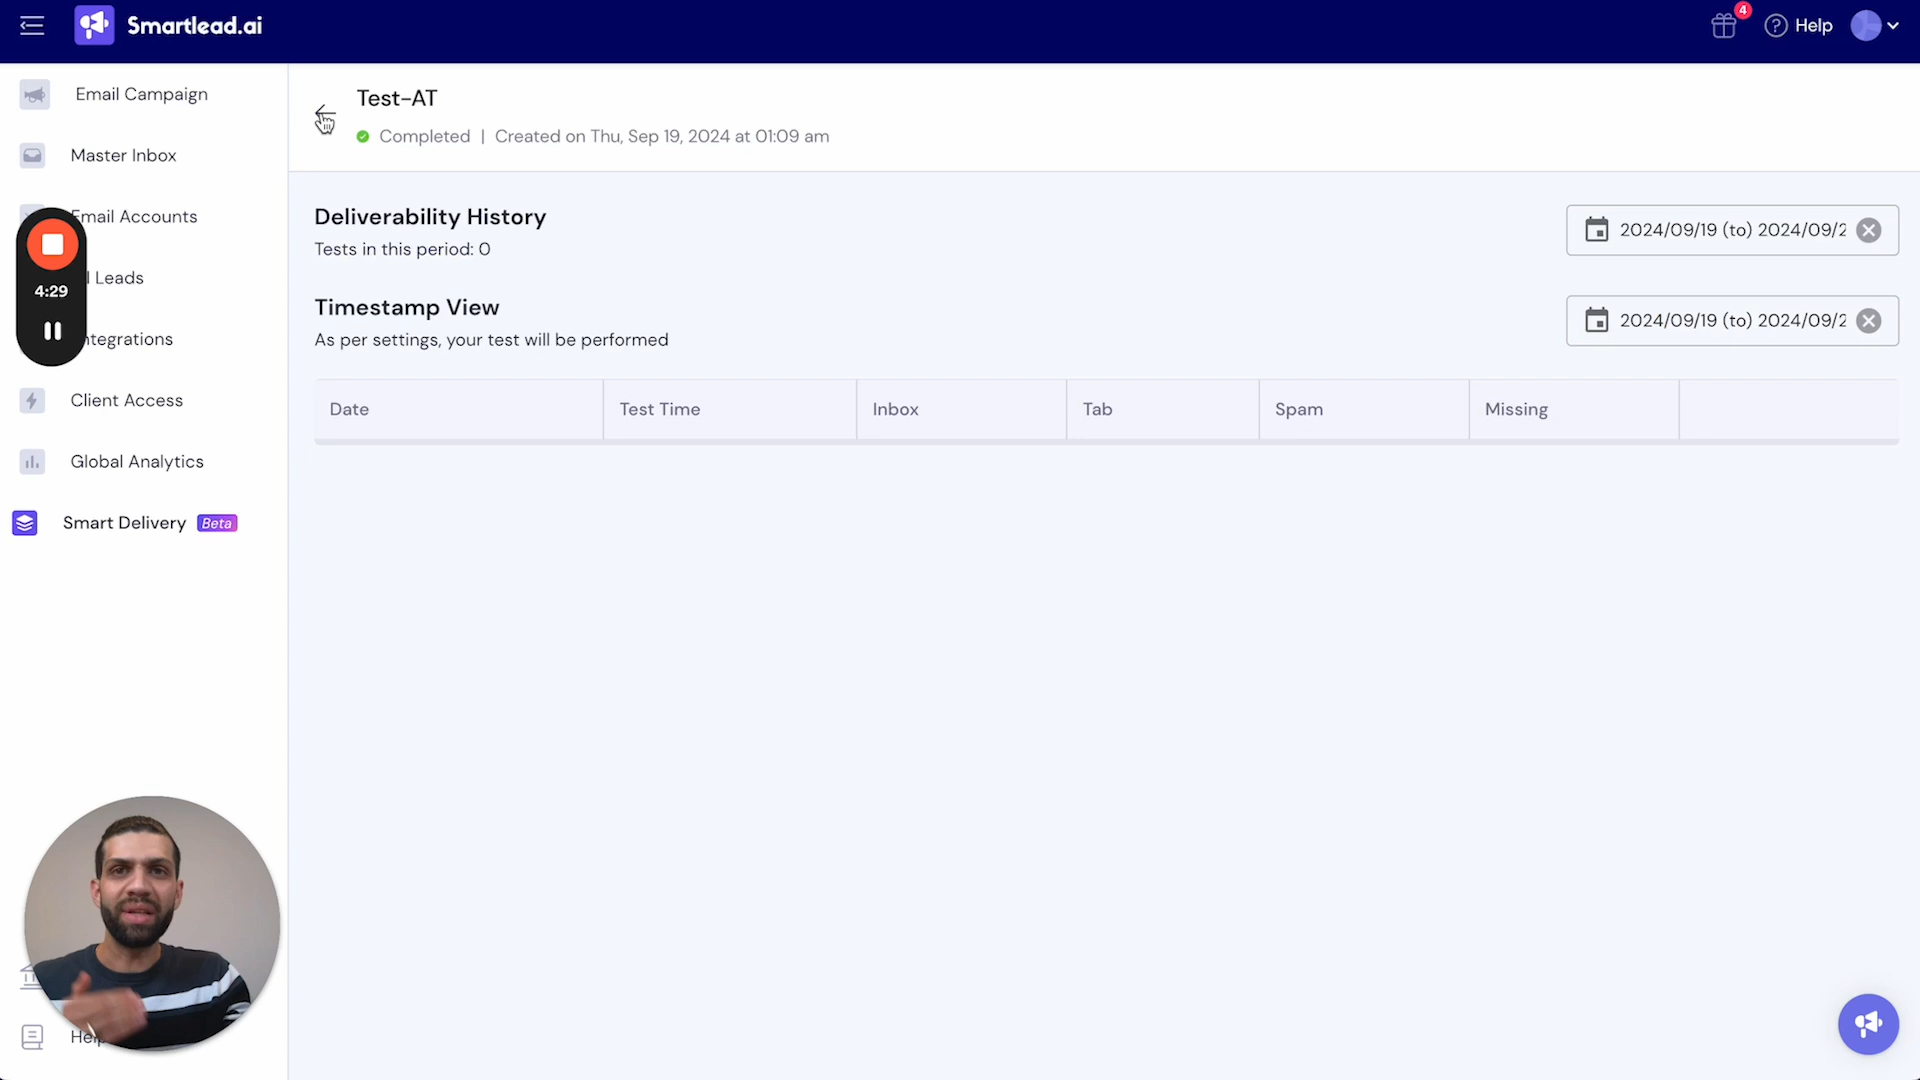 Smartlead.ai
4
Help
Email Campaign
Master Inbox
Email Accounts
Leads
Integrations
Client Access
Global Analytics
Smart Delivery Beta
Help
4:29
Test-AT
Completed | Created on Thu, Sep 19, 2024 at 01:09 am
Deliverability History
Tests in this period: 0
2024/09/19 (to) 2024/09/2
Timestamp View
As per settings, your test will be performed
2024/09/19 (to) 2024/09/2
Date Test Time Inbox Tab Spam Missing